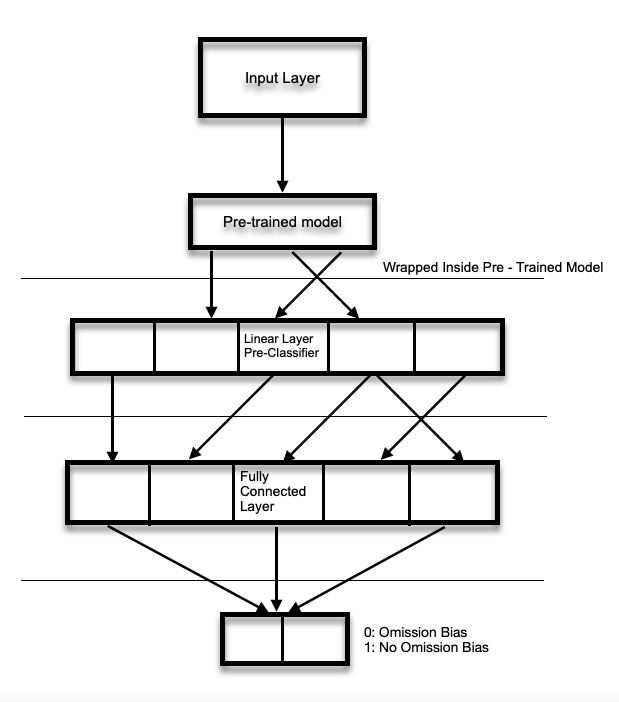 Input Layer
Pre-trained model
Wrapped Inside Pre - Trained Model
Linear Layer
Pre-Classifier
Fully
Connected
Layer
0: Omission Bias
1: No Omission Bias